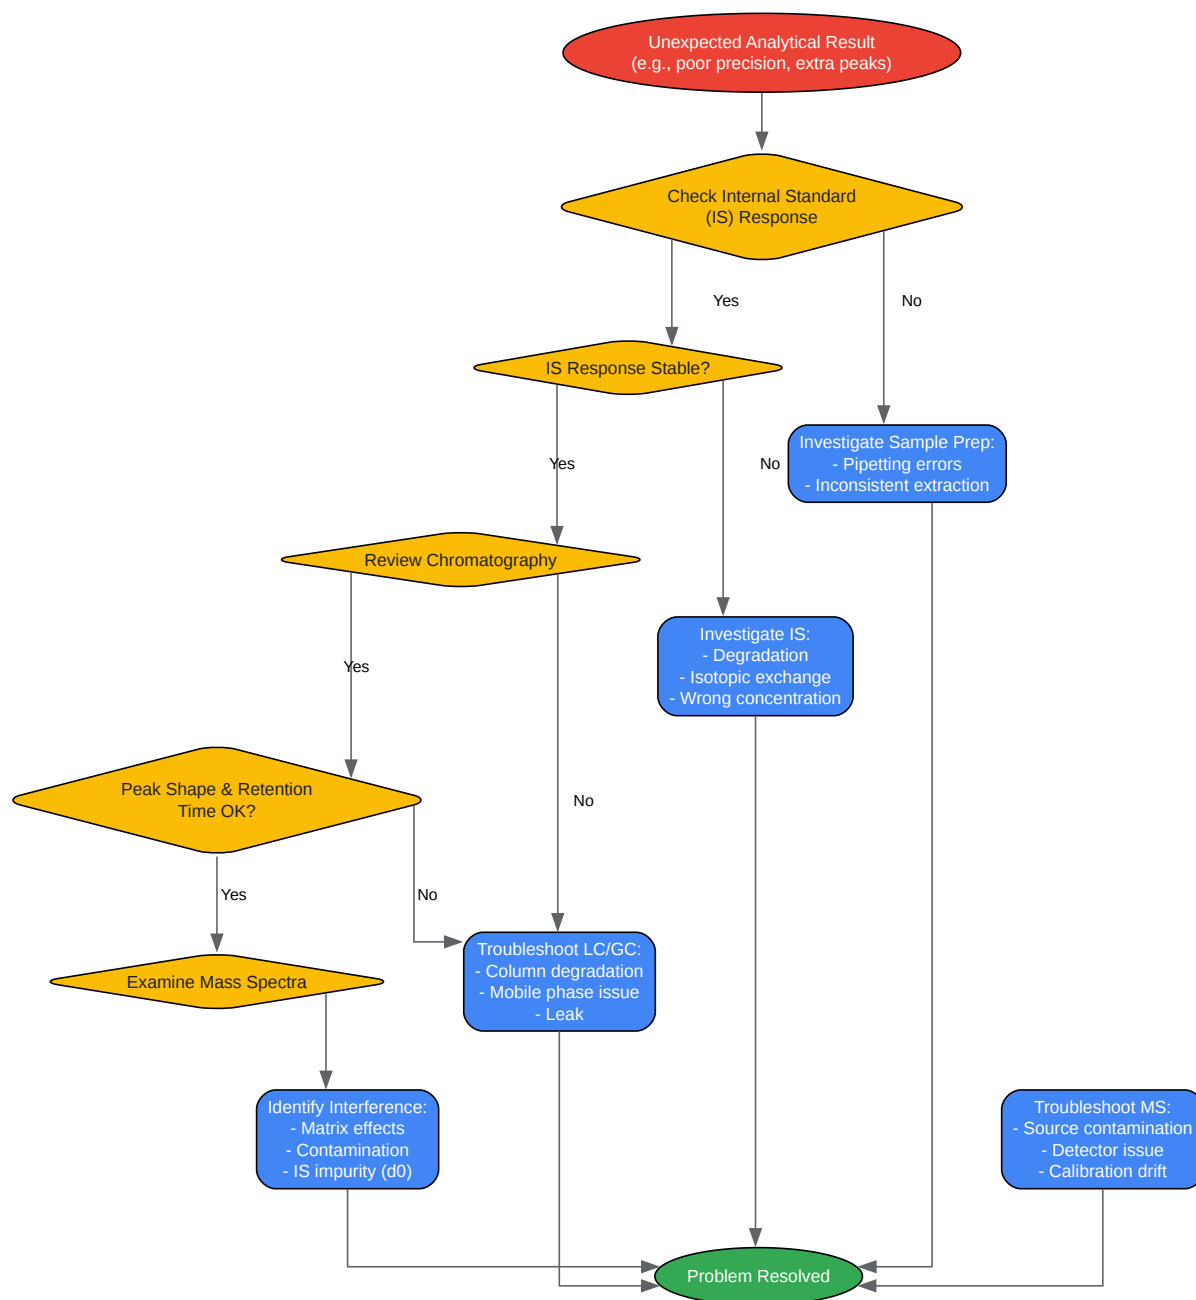 Unexpected Analytical Result
(e.g., poor precision, extra peaks)
Check Internal Standard
(IS) Response
Yes
No
IS Response Stable?
Investigate Sample Prep:
- Pipetting errors
- Inconsistent extraction
Yes
No
Review Chromatography
Investigate IS:
- Degradation
- Isotopic exchange
- Wrong concentration
Yes
Peak Shape & Retention
Time OK?
No
Yes
No
Troubleshoot LC/GC:
- Column degradation
- Mobile phase issue
- Leak
Examine Mass Spectra
Identify Interference:
- Matrix effects
- Contamination
- IS impurity (d0)
Troubleshoot MS:
- Source contamination
- Detector issue
- Calibration drift
Problem Resolved